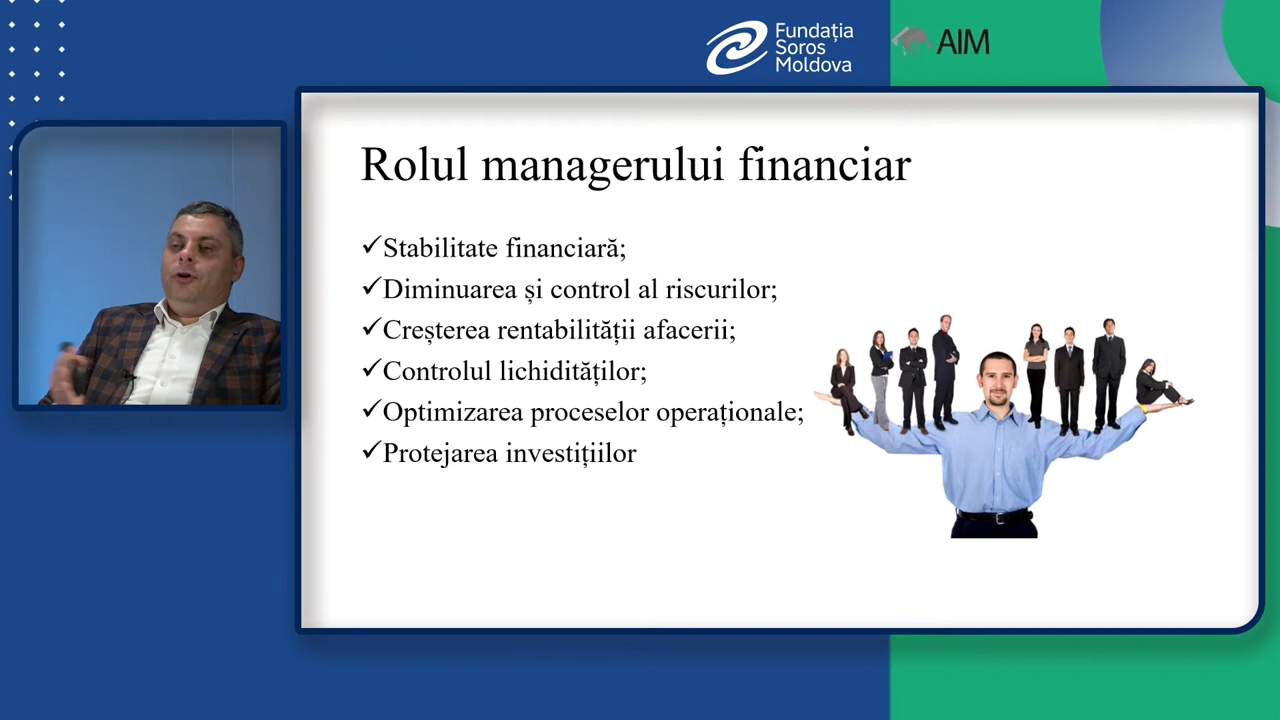 Fundația
Soros
Moldova
AIM
Rolul managerului financiar
✓Stabilitate financiară;
✓Diminuarea și control al riscurilor;
✓Creșterea rentabilității afacerii;
✓Controlul lichidităților;
✓Optimizarea proceselor operaționale;
✓Protejarea investițiilor